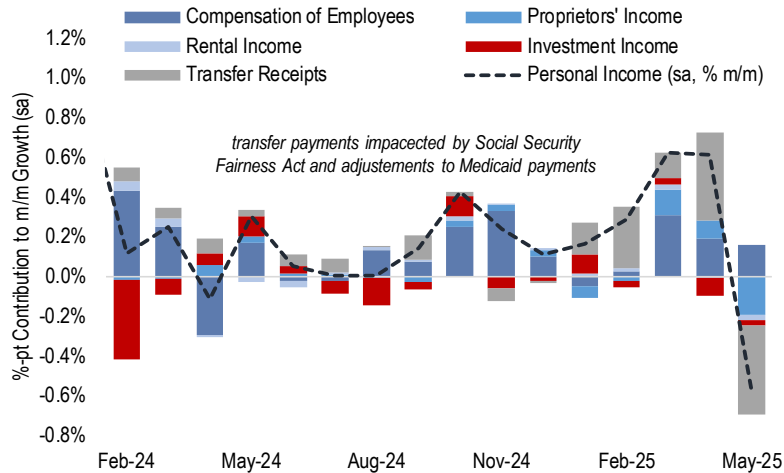 Compensation of Employees
Proprietors' Income
Rental Income
Investment Income
Transfer Receipts
Personal Income (sa, % m/m)
%-pt Contribution to m/m Growth (sa)
1.2%
1.0%
0.8%
0.6%
0.4%
0.2%
0.0%
-0.2%
-0.4%
-0.6%
-0.8%
transfer payments impacected by Social Security
Fairness Act and adjustements to Medicaid payments
Feb-24
May-24
Aug-24
Nov-24
Feb-25
May-25